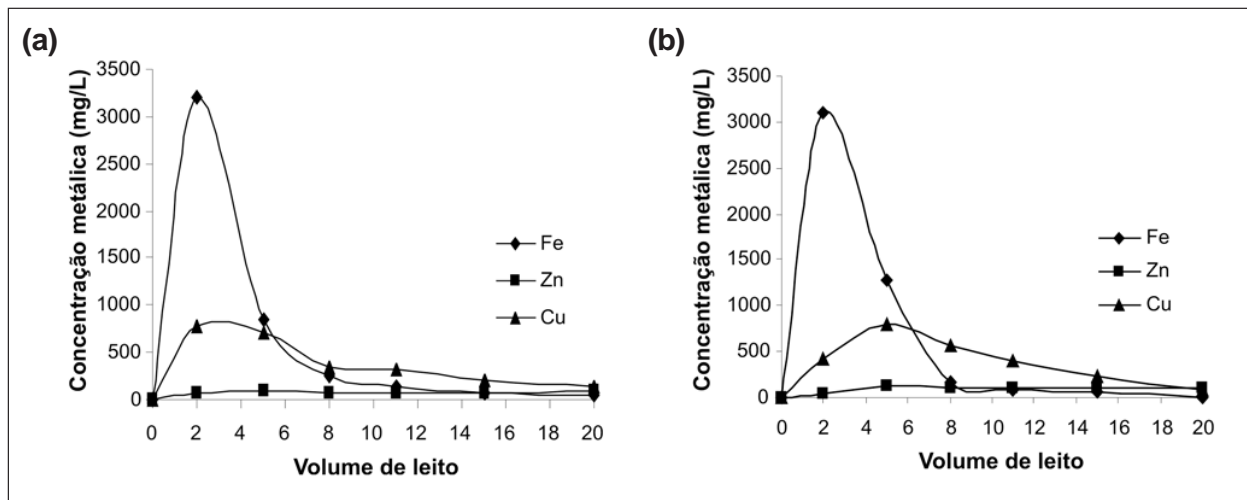 (a)
Concentração metálica (mg/L)
3500
3000
2500
2000
1500
1000
500
0
0 2 4 6 8 10 12 14 16 18 20
Volume de leito
Fe
Zn
Cu
(b)
Concentração metálica (mg/L)
3500
3000
2500
2000
1500
1000
500
0
0 2 4 6 8 10 12 14 16 18 20
Volume de leito
Fe
Zn
Cu